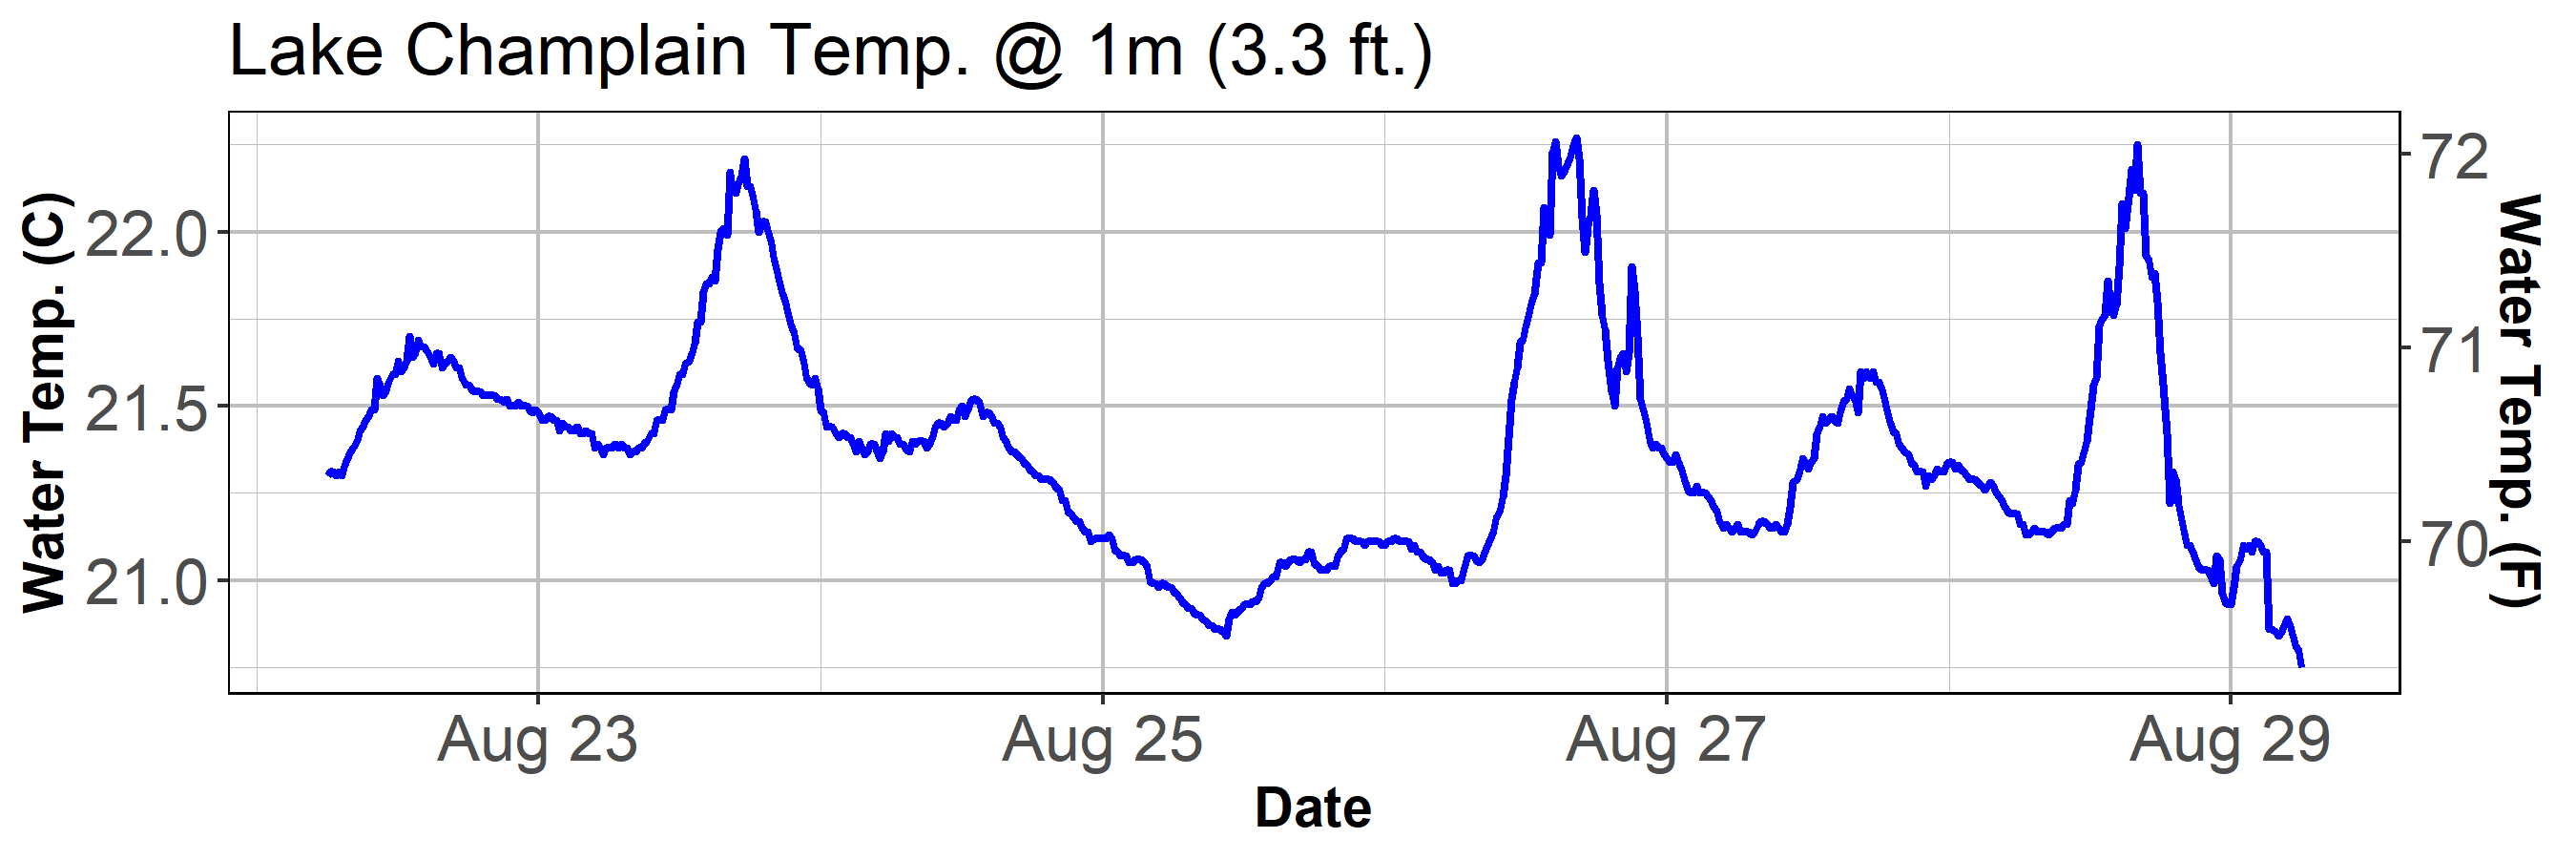 Lake Champlain Temp. @ 1m (3.3 ft.)
Water Temp. (C)
22.0
21.5
21.0
72
71
70
Water Temp. (F)
Aug 23
Aug 25
Aug 27
Aug 29
Date